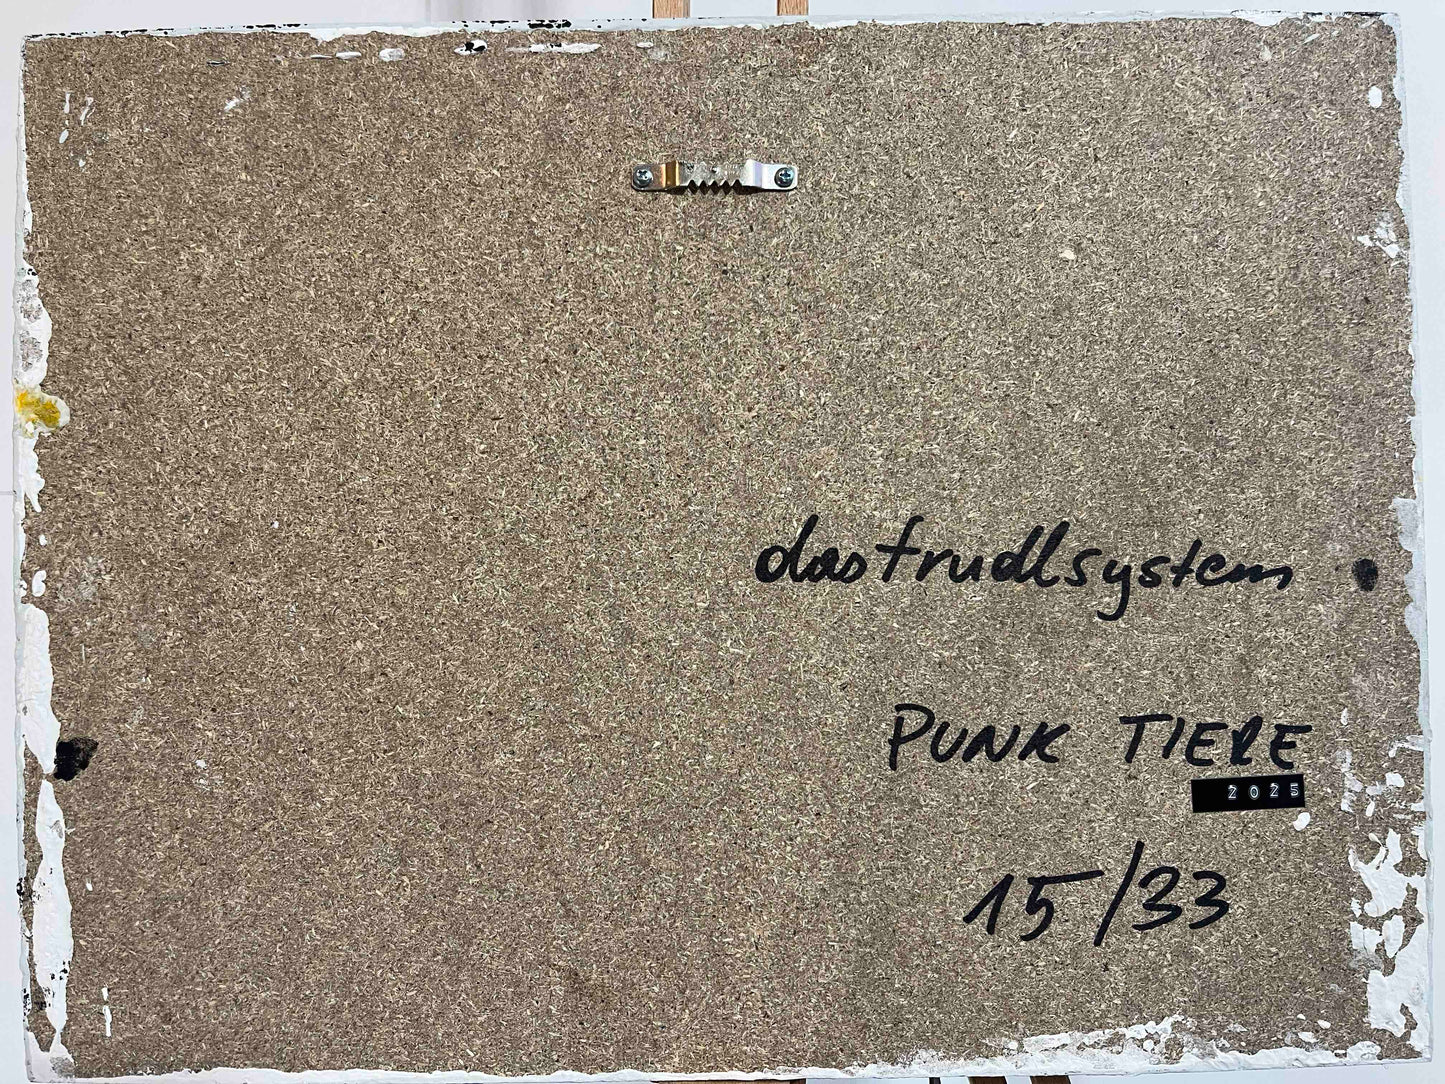 dastrudlsystem
PUNK TIERE
2025
15/33